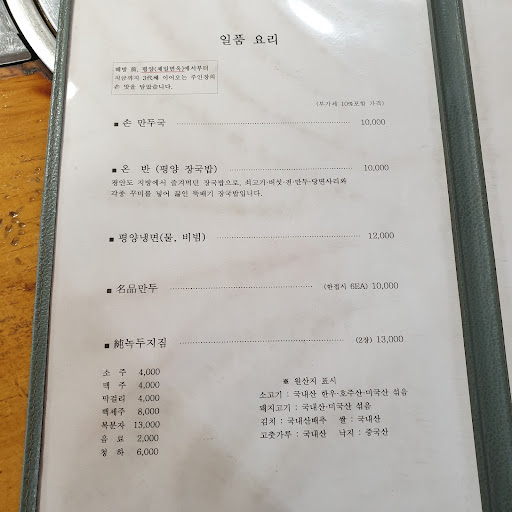 일품 요리
해방 前, 평양(제일면옥)에서부터
지금까지 3代째 이어오는 주인장의
손 맛을 담았습니다.
(부가세 10%포함 가격)
■ 손 만두국 10,000
■ 온 반 (평양 장국밥) 10,000
평안도 지방에서 즐겨먹던 장국밥으로, 쇠고기·버섯·전·만두·당면사리와
각종 꾸미를 넣어 끓인 뚝배기 장국밥입니다.
■ 평양냉면(물, 비빔) 12,000
■ 名品만두 (한접시 6EA) 10,000
■ 純녹두지짐 (2장) 13,000
소 주 4,000
맥 주 4,000
막걸리 4,000
백세주 8,000
복분자 13,000
음 료 2,000
청 하 6,000
※ 원산지 표시
소고기 : 국내산 한우·호주산·미국산 섞음
돼지고기 : 국내산·미국산 섞음
김치 : 국내산배추 쌀 : 국내산
고춧가루 : 국내산 낙지 : 중국산